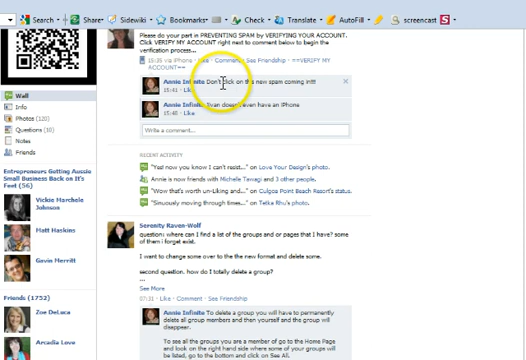 Search
Share
Sidewiki
Bookmarks
Check
Translate
AutoFill
screencast
Please do your part in PREVENTING SPAM by VERIFYING YOUR ACCOUNT.
Click VERIFY MY ACCOUNT right next to comment below to begin the
verification process...
15:35 via iPhone · Like · Comment · See Friendship · ==VERIFY MY
ACCOUNT==
Annie Infinite Don't click on this new spam coming in!!!!
15:41 · Like
Annie Infinite Evan doesn't even have an iPhone
15:48 · Like
Write a comment...
RECENT ACTIVITY
"Yes! now you know I can't resist..." on Love Your Design's photo.
Annie is now friends with Michelle Tawagi and 3 other people.
"Wow that's worth un-Liking and..." on Culgoa Point Beach Resort's status.
"Sinuously moving through times..." on Tetka Rhu's photo.
Serenity Raven-Wolf
question: where can I find a list of the groups and or pages that I have? some
of them i forget exist.
I want to change some over to the the new format and delete some.
second question. how do I totally delete a group?
...
See More
07:31 · Like · Comment · See Friendship
Annie Infinite To delete a group you will have to permanently
delete all group members and then yourself and the group will
disappear.
To see all the groups you are a member of go to the Home Page
and look on the right hand side where some of your groups will be
listed, go to the bottom and click on See All.
Wall
Info
Photos (120)
Questions (10)
Notes
Friends
Entrepreneurs Getting Aussie
Small Business Back on It's
Feet (56)
Vickie Marchele
Johnson
Matt Haskins
Gavin Merritt
Friends (1752)
Zoe DeLuca
Arcadia Love